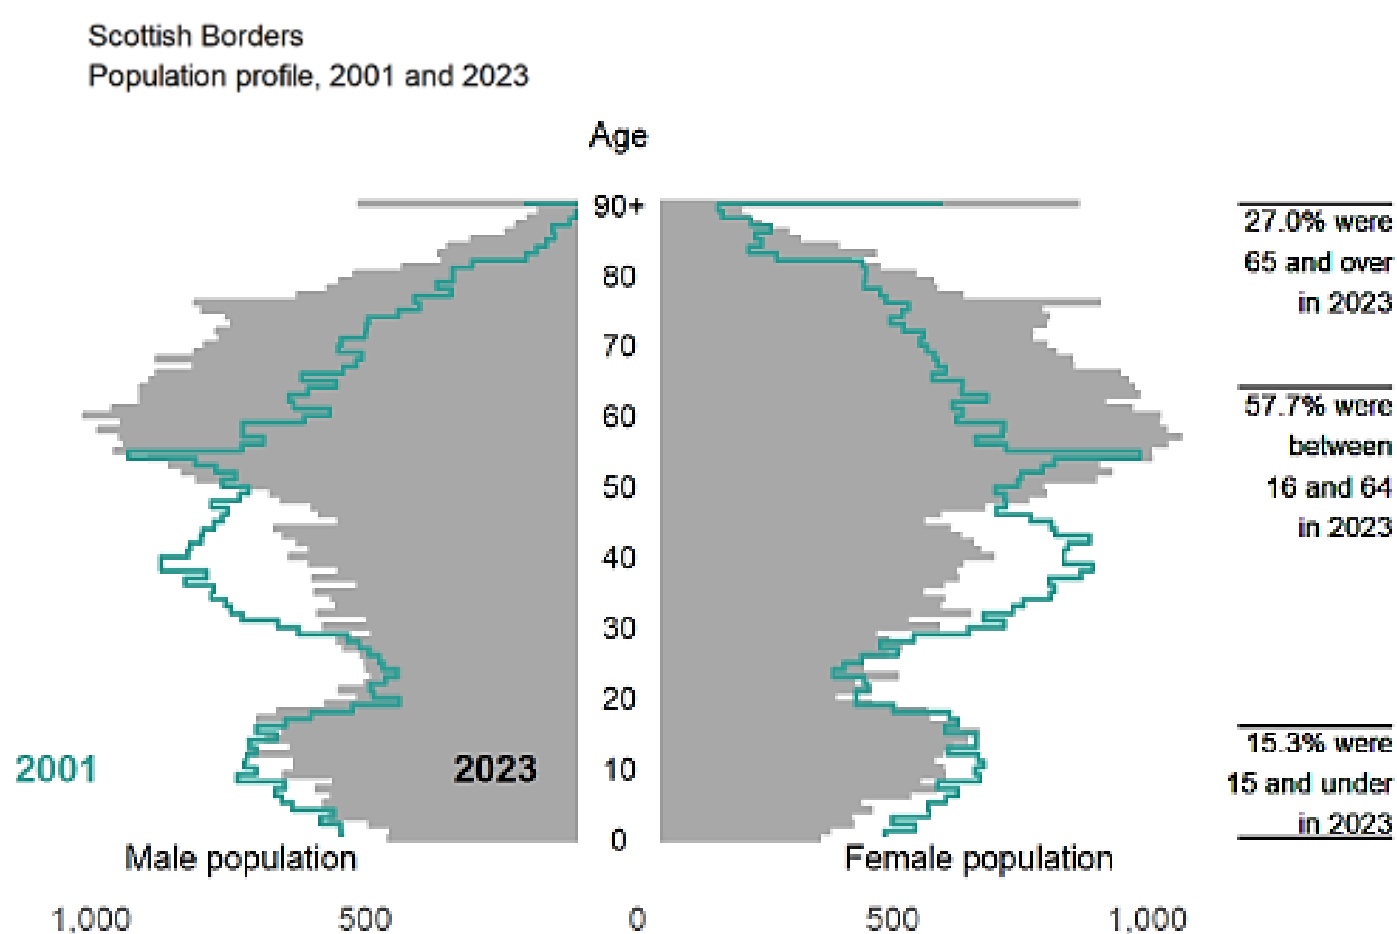 Scottish Borders
Population profile, 2001 and 2023
Age
90+
27.0% were
65 and over
in 2023
80
70
60
57.7% were
between
16 and 64
in 2023
50
40
30
20
15.3% were
15 and under
in 2023
2001
2023
10
0
Male population
Female population
1,000
500
0
500
1,000